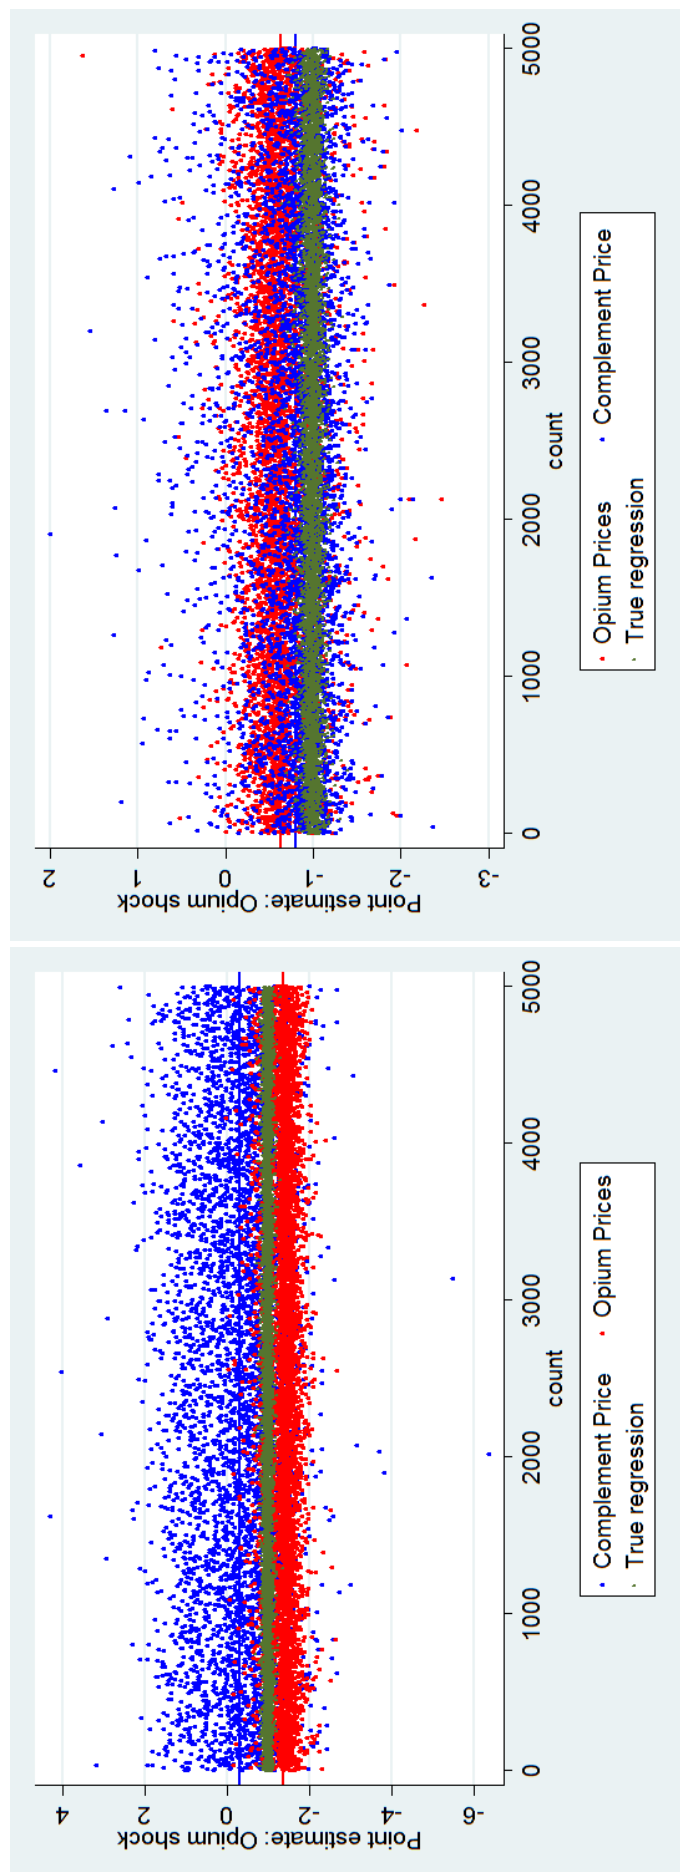 Point estimate: Opium shock
4
2
0
-2
-4
-6
0 1000 2000 3000 4000 5000
count
Complement Price Opium Prices
True regression
Point estimate: Opium shock
2
1
0
-1
-2
-3
0 1000 2000 3000 4000 5000
count
Opium Prices Complement Price
True regression